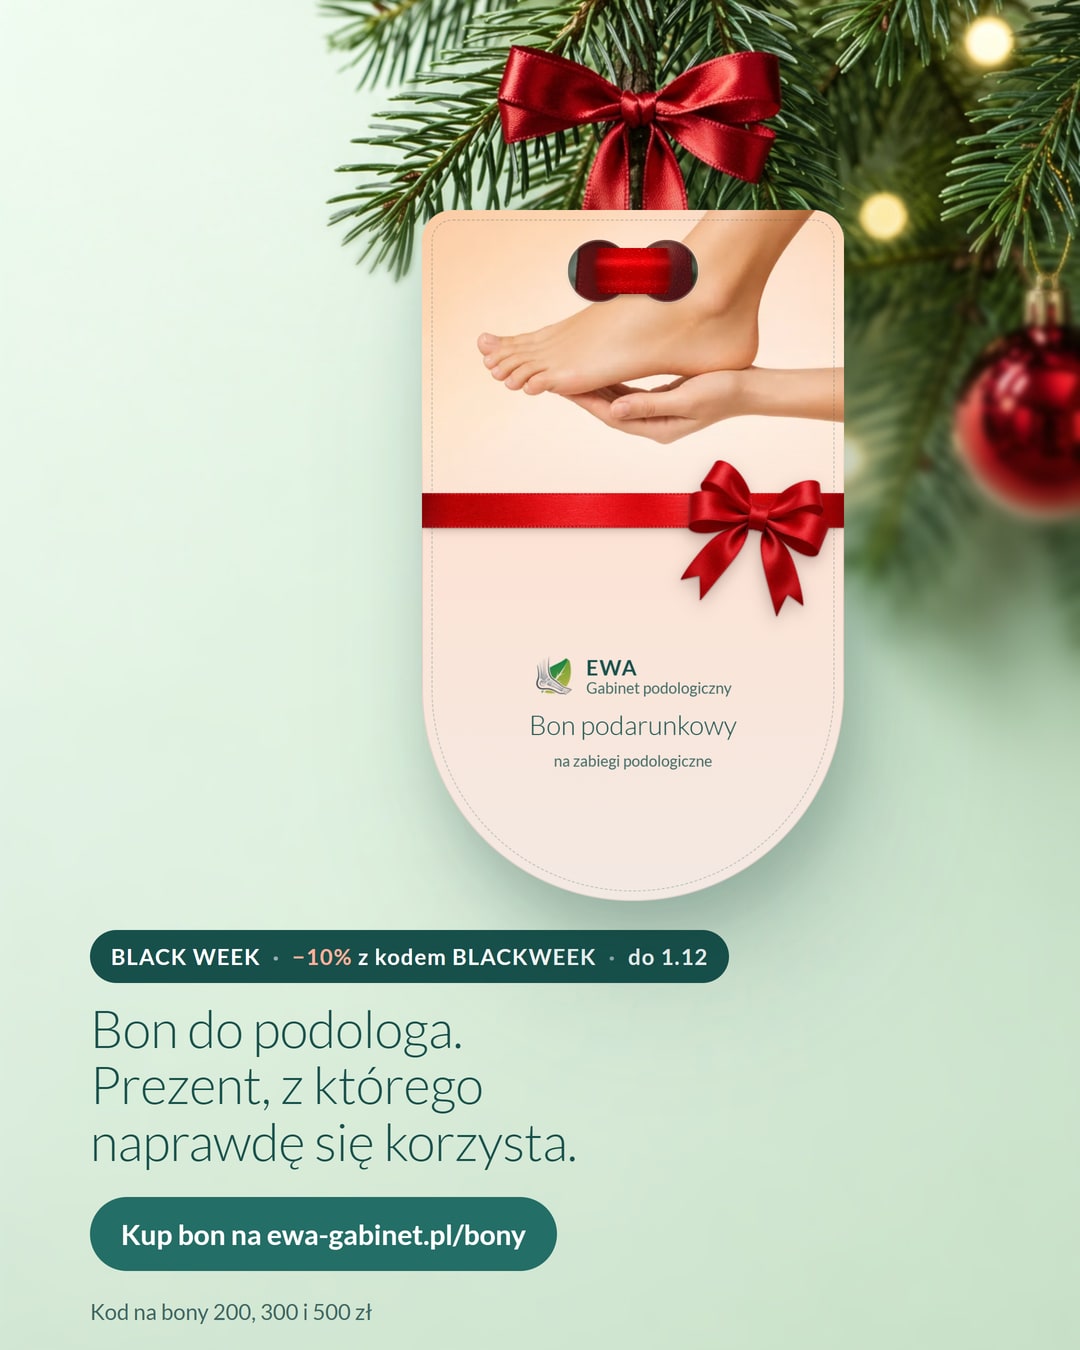 EWA
Gabinet podologiczny
Bon podarunkowy
na zabiegi podologiczne
BLACK WEEK · −10% z kodem BLACKWEEK · do 1.12
Bon do podologa.
Prezent, z którego
naprawdę się korzysta.
Kup bon na ewa-gabinet.pl/bony
Kod na bony 200, 300 i 500 zł